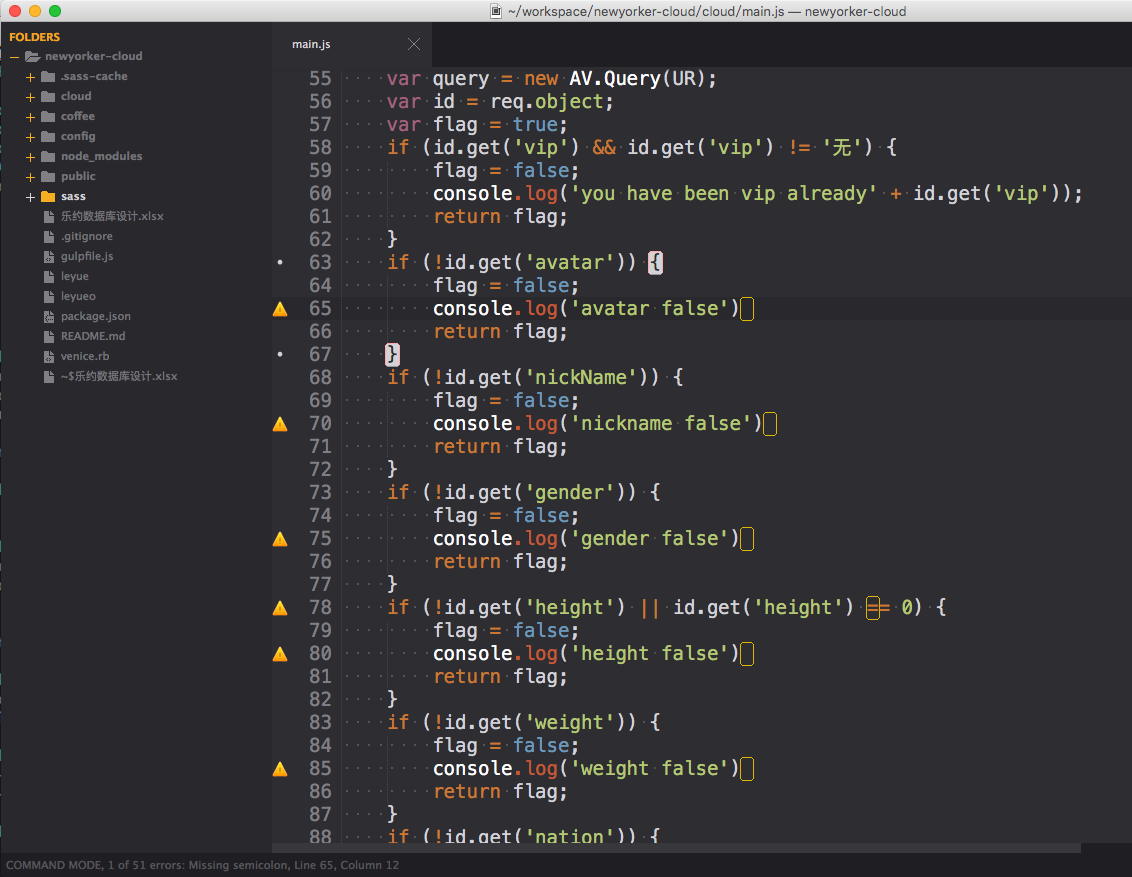 ~/workspace/newyorker-cloud/cloud/main.js — newyorker-cloud
FOLDERS
newyorker-cloud
.sass-cache
cloud
coffee
config
node_modules
public
sass
乐约数据库设计.xlsx
.gitignore
gulpfile.js
leyue
leyueo
package.json
README.md
venice.rb
~$乐约数据库设计.xlsx
main.js
55 var query = new AV.Query(UR);
56 var id = req.object;
57 var flag = true;
58 if (id.get('vip') && id.get('vip') != '无') {
59 flag = false;
60 console.log('you have been vip already' + id.get('vip'));
61 return flag;
62 }
63 if (!id.get('avatar')) {
64 flag = false;
65 console.log('avatar false')
66 return flag;
67 }
68 if (!id.get('nickName')) {
69 flag = false;
70 console.log('nickname false')
71 return flag;
72 }
73 if (!id.get('gender')) {
74 flag = false;
75 console.log('gender false')
76 return flag;
77 }
78 if (!id.get('height') || id.get('height') == 0) {
79 flag = false;
80 console.log('height false')
81 return flag;
82 }
83 if (!id.get('weight')) {
84 flag = false;
85 console.log('weight false')
86 return flag;
87 }
88 if (!id.get('nation')) {
COMMAND MODE, 1 of 51 errors: Missing semicolon, Line 65, Column 12